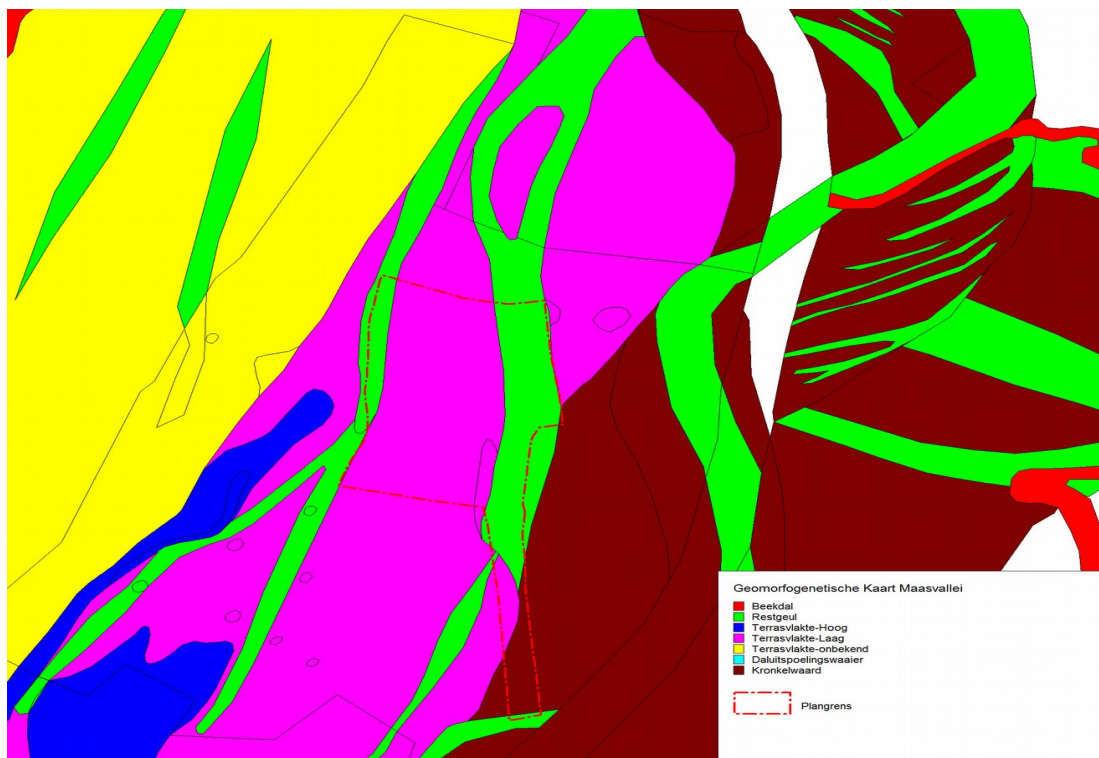 Geomorfogenetische Kaart Maasvallei
Beekdal
Restgeul
Terrasvlakte-Hoog
Terrasvlakte-Laag
Terrasvlakte-onbekend
Daluitspoelingswaaier
Kronkelwaard
Plangrens